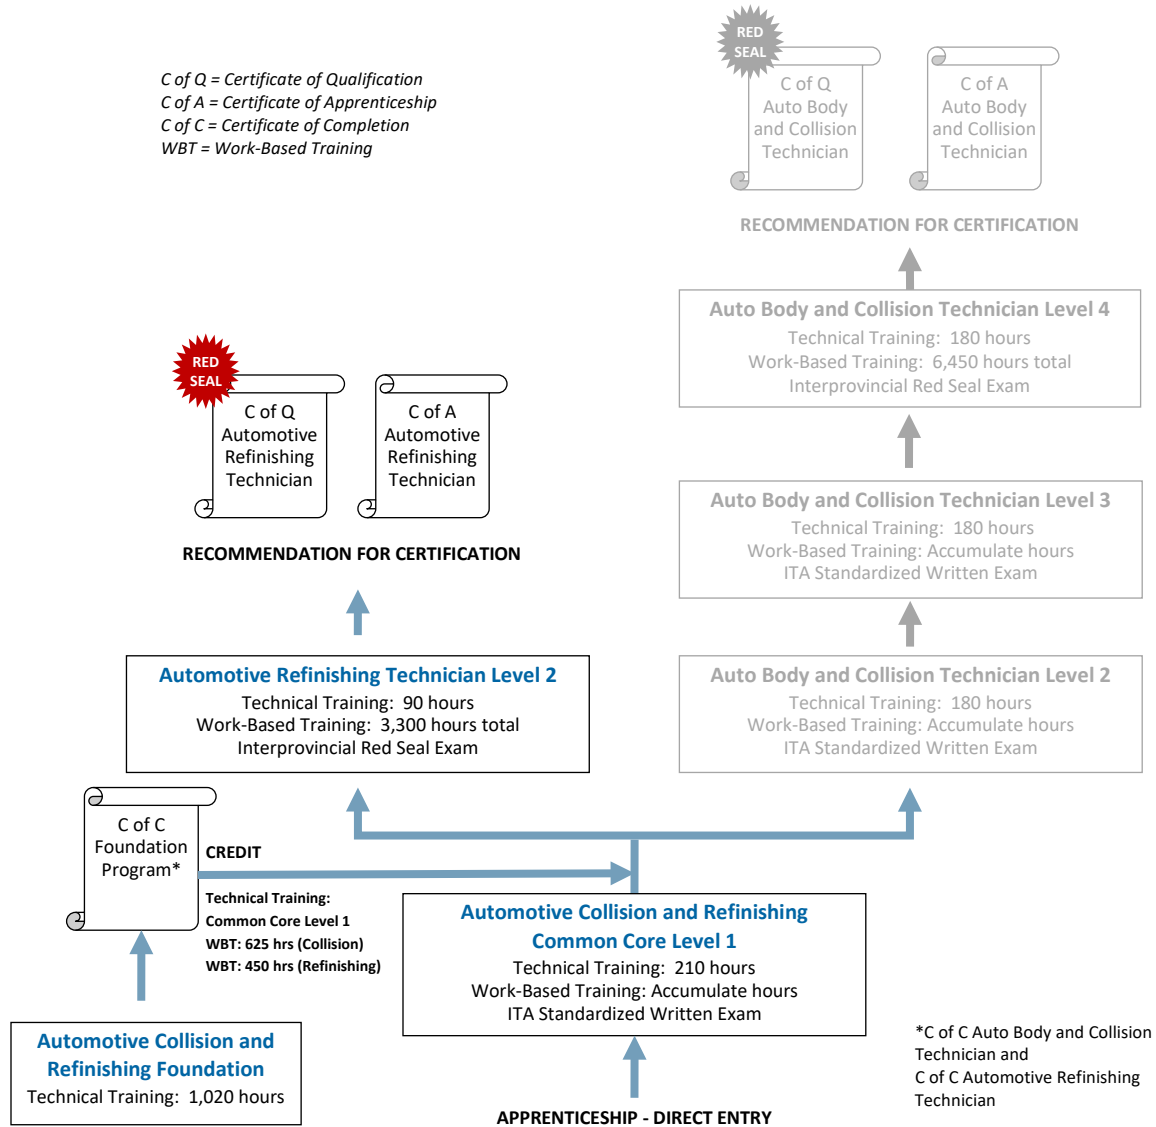 C of Q = Certificate of Qualification
C of A = Certificate of Apprenticeship
C of C = Certificate of Completion
WBT = Work-Based Training
RED
SEAL
C of Q
Auto Body
and Collision
Technician
C of A
Auto Body
and Collision
Technician
RECOMMENDATION FOR CERTIFICATION
Auto Body and Collision Technician Level 4
Technical Training:  180 hours
Work-Based Training:  6,450 hours total
Interprovincial Red Seal Exam
RED
SEAL
C of Q
Automotive
Refinishing
Technician
C of A
Automotive
Refinishing
Technician
RECOMMENDATION FOR CERTIFICATION
Auto Body and Collision Technician Level 3
Technical Training:  180 hours
Work-Based Training: Accumulate hours
ITA Standardized Written Exam
Automotive Refinishing Technician Level 2
Technical Training:  90 hours
Work-Based Training:  3,300 hours total
Interprovincial Red Seal Exam
Auto Body and Collision Technician Level 2
Technical Training:  180 hours
Work-Based Training: Accumulate hours
ITA Standardized Written Exam
C of C
Foundation
Program*
CREDIT
Technical Training:
Common Core Level 1
WBT: 625 hrs (Collision)
WBT: 450 hrs (Refinishing)
Automotive Collision and Refinishing
Common Core Level 1
Technical Training:  210 hours
Work-Based Training: Accumulate hours
ITA Standardized Written Exam
Automotive Collision and
Refinishing Foundation
Technical Training:  1,020 hours
*C of C Auto Body and Collision
Technician and
C of C Automotive Refinishing
Technician
APPRENTICESHIP - DIRECT ENTRY